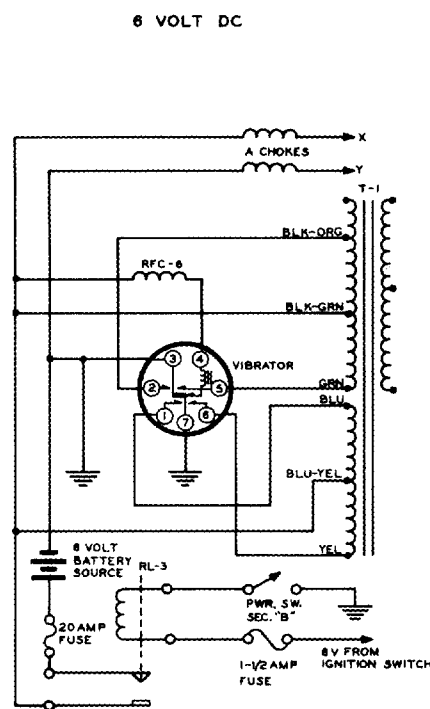 6 VOLT DC
X
A CHOKES
Y
T-1
BLK-ORG
RFC-6
BLK-GRN
VIBRATOR
3
4
2
5
GRN
1
7
6
BLU
BLU-YEL
YEL
6 VOLT
BATTERY
SOURCE
RL-3
PWR. SW.
SEC. "B"
20 AMP
FUSE
1-1/2 AMP
FUSE
6V FROM
IGNITION SWITCH